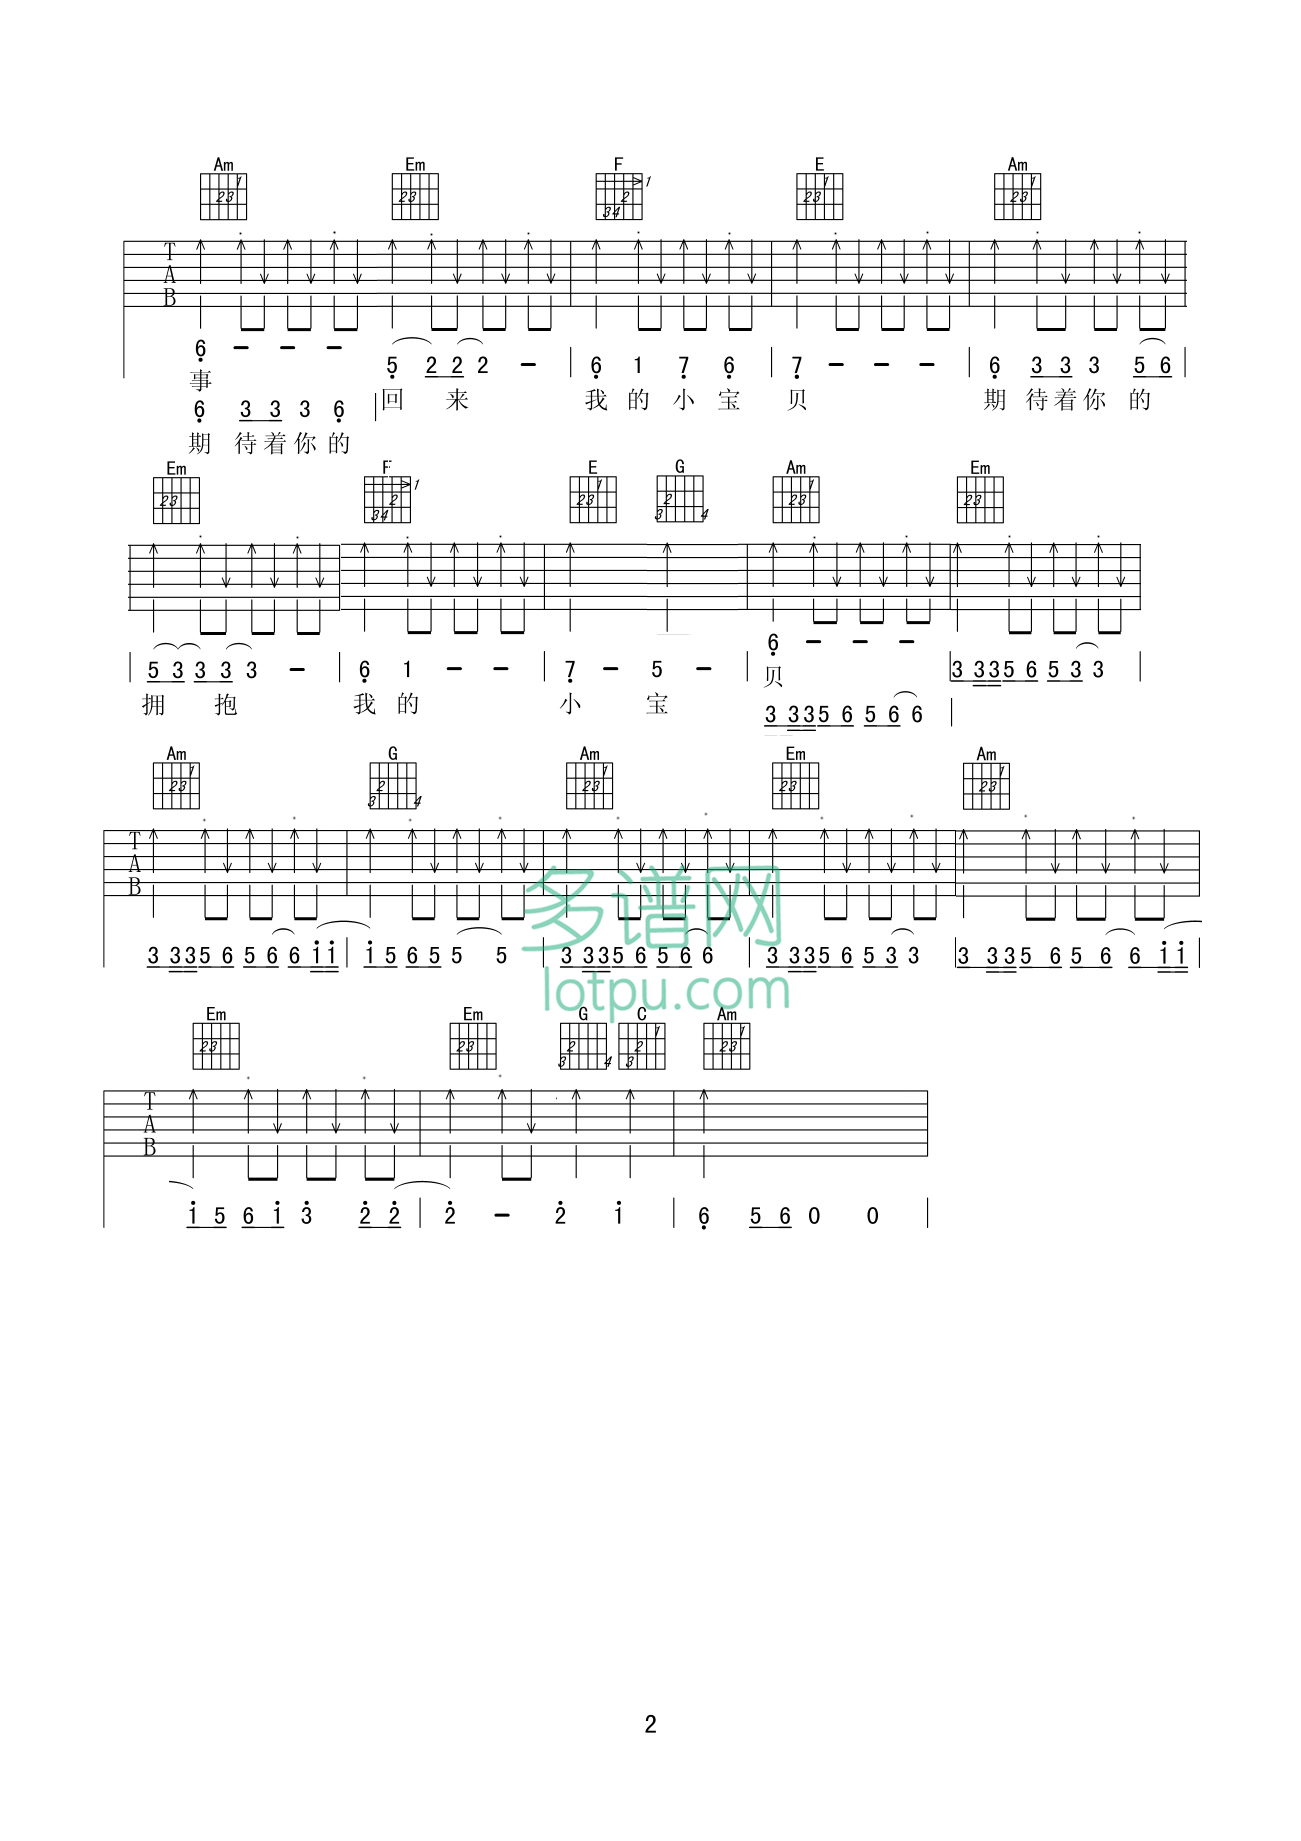 Am Em F E Am
T
A
B
6 - - - 5 2 2 2 - | 6 1 7 6 | 7 - - - | 6 3 3 3 5 6 |
事 回 来 我 的 小 宝 贝 期 待 着 你 的
6 3 3 3 6 |
期 待 着 你 的
Em F E G Am Em
| 5 3 3 3 3 - | 6 1 - - | 7 - 5 - | 6 - - - | 3 3 3 5 6 5 3 3 |
拥 抱 我 的 小 宝 贝
3 3 3 5 6 5 6 6 |
Am G Am Em Am
T
A
B
3 3 3 5 6 5 6 6 i i | i 5 6 5 5 5 | 3 3 3 5 6 5 6 6 | 3 3 3 5 6 5 3 3 | 3 3 3 5 6 5 6 6 i i |
多谱网
lotpu.com
Em Em G C Am
T
A
B
i 5 6 i 3 2 2 | 2 - 2 i | 6 5 6 0 0 |
2